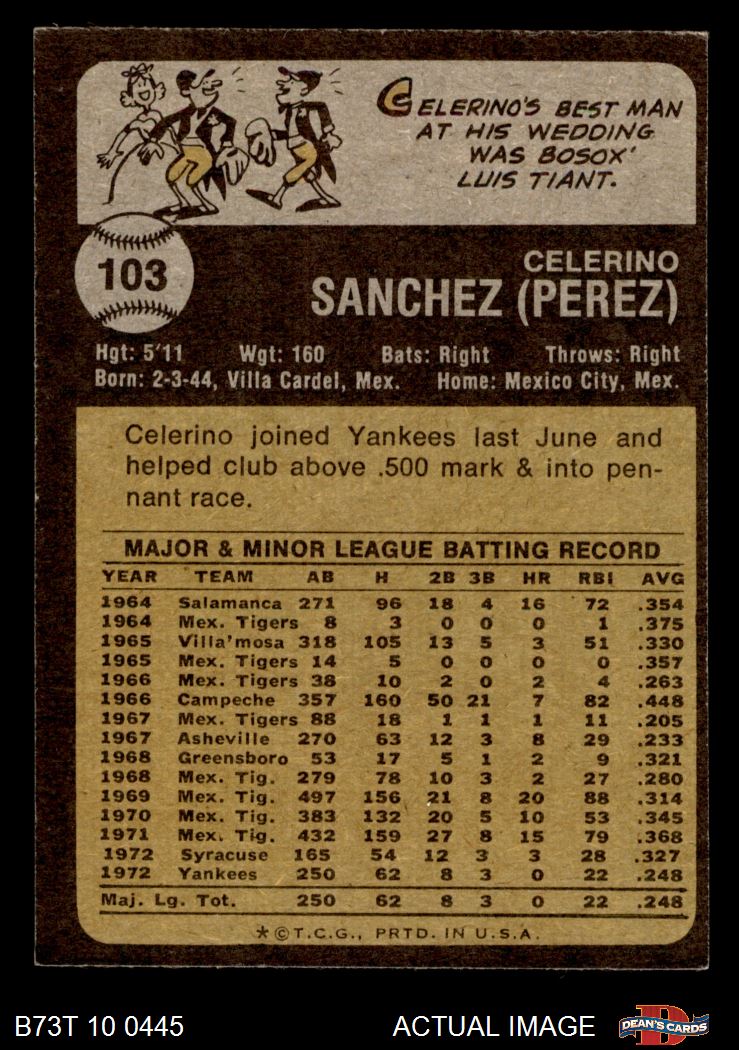 CELERINO'S BEST MAN
AT HIS WEDDING
WAS BOSOX'
LUIS TIANT.
103
CELERINO
SANCHEZ (PEREZ)
Hgt: 5'11 Wgt: 160 Bats: Right Throws: Right
Born: 2-3-44, Villa Cardel, Mex. Home: Mexico City, Mex.
Celerino joined Yankees last June and
helped club above .500 mark & into pen-
nant race.
MAJOR & MINOR LEAGUE BATTING RECORD
YEAR TEAM AB H 2B 3B HR RBI AVG
1964 Salamanca 271 96 18 4 16 72 .354
1964 Mex. Tigers 8 3 0 0 0 1 .375
1965 Villa'mosa 318 105 13 5 3 51 .330
1965 Mex. Tigers 14 5 0 0 0 0 .357
1966 Mex. Tigers 38 10 2 0 2 4 .263
1966 Campeche 357 160 50 21 7 82 .448
1967 Mex. Tigers 88 18 1 1 1 11 .205
1967 Asheville 270 63 12 3 8 29 .233
1968 Greensboro 53 17 5 1 2 9 .321
1968 Mex. Tig. 279 78 10 3 2 27 .280
1969 Mex. Tig. 497 156 21 8 20 88 .314
1970 Mex. Tig. 383 132 20 5 10 53 .345
1971 Mex. Tig. 432 159 27 8 15 79 .368
1972 Syracuse 165 54 12 3 3 28 .327
1972 Yankees 250 62 8 3 0 22 .248
Maj. Lg. Tot. 250 62 8 3 0 22 .248
*©T.C.G., PRTD. IN U.S.A.
B73T 10 0445 ACTUAL IMAGE
D
DEAN'S CARDS